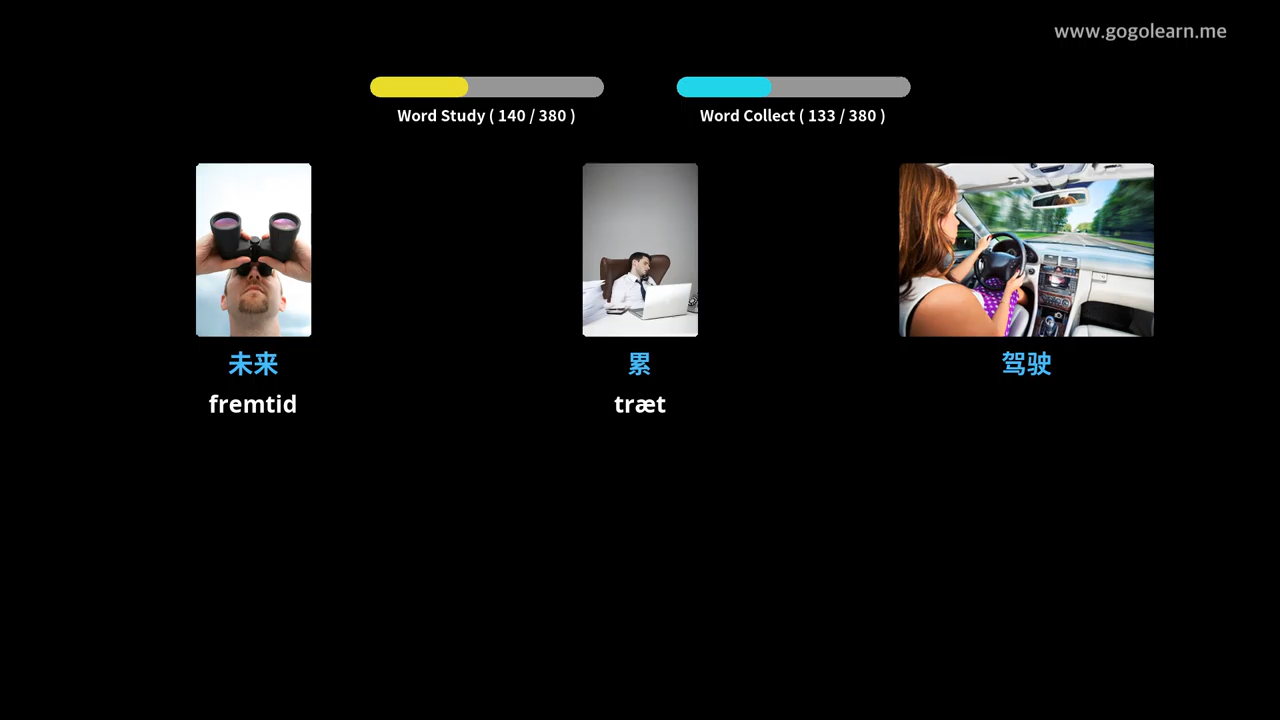 www.gogolearn.me
Word Study ( 140 / 380 )
Word Collect ( 133 / 380 )
未来
累
驾驶
fremtid
træt